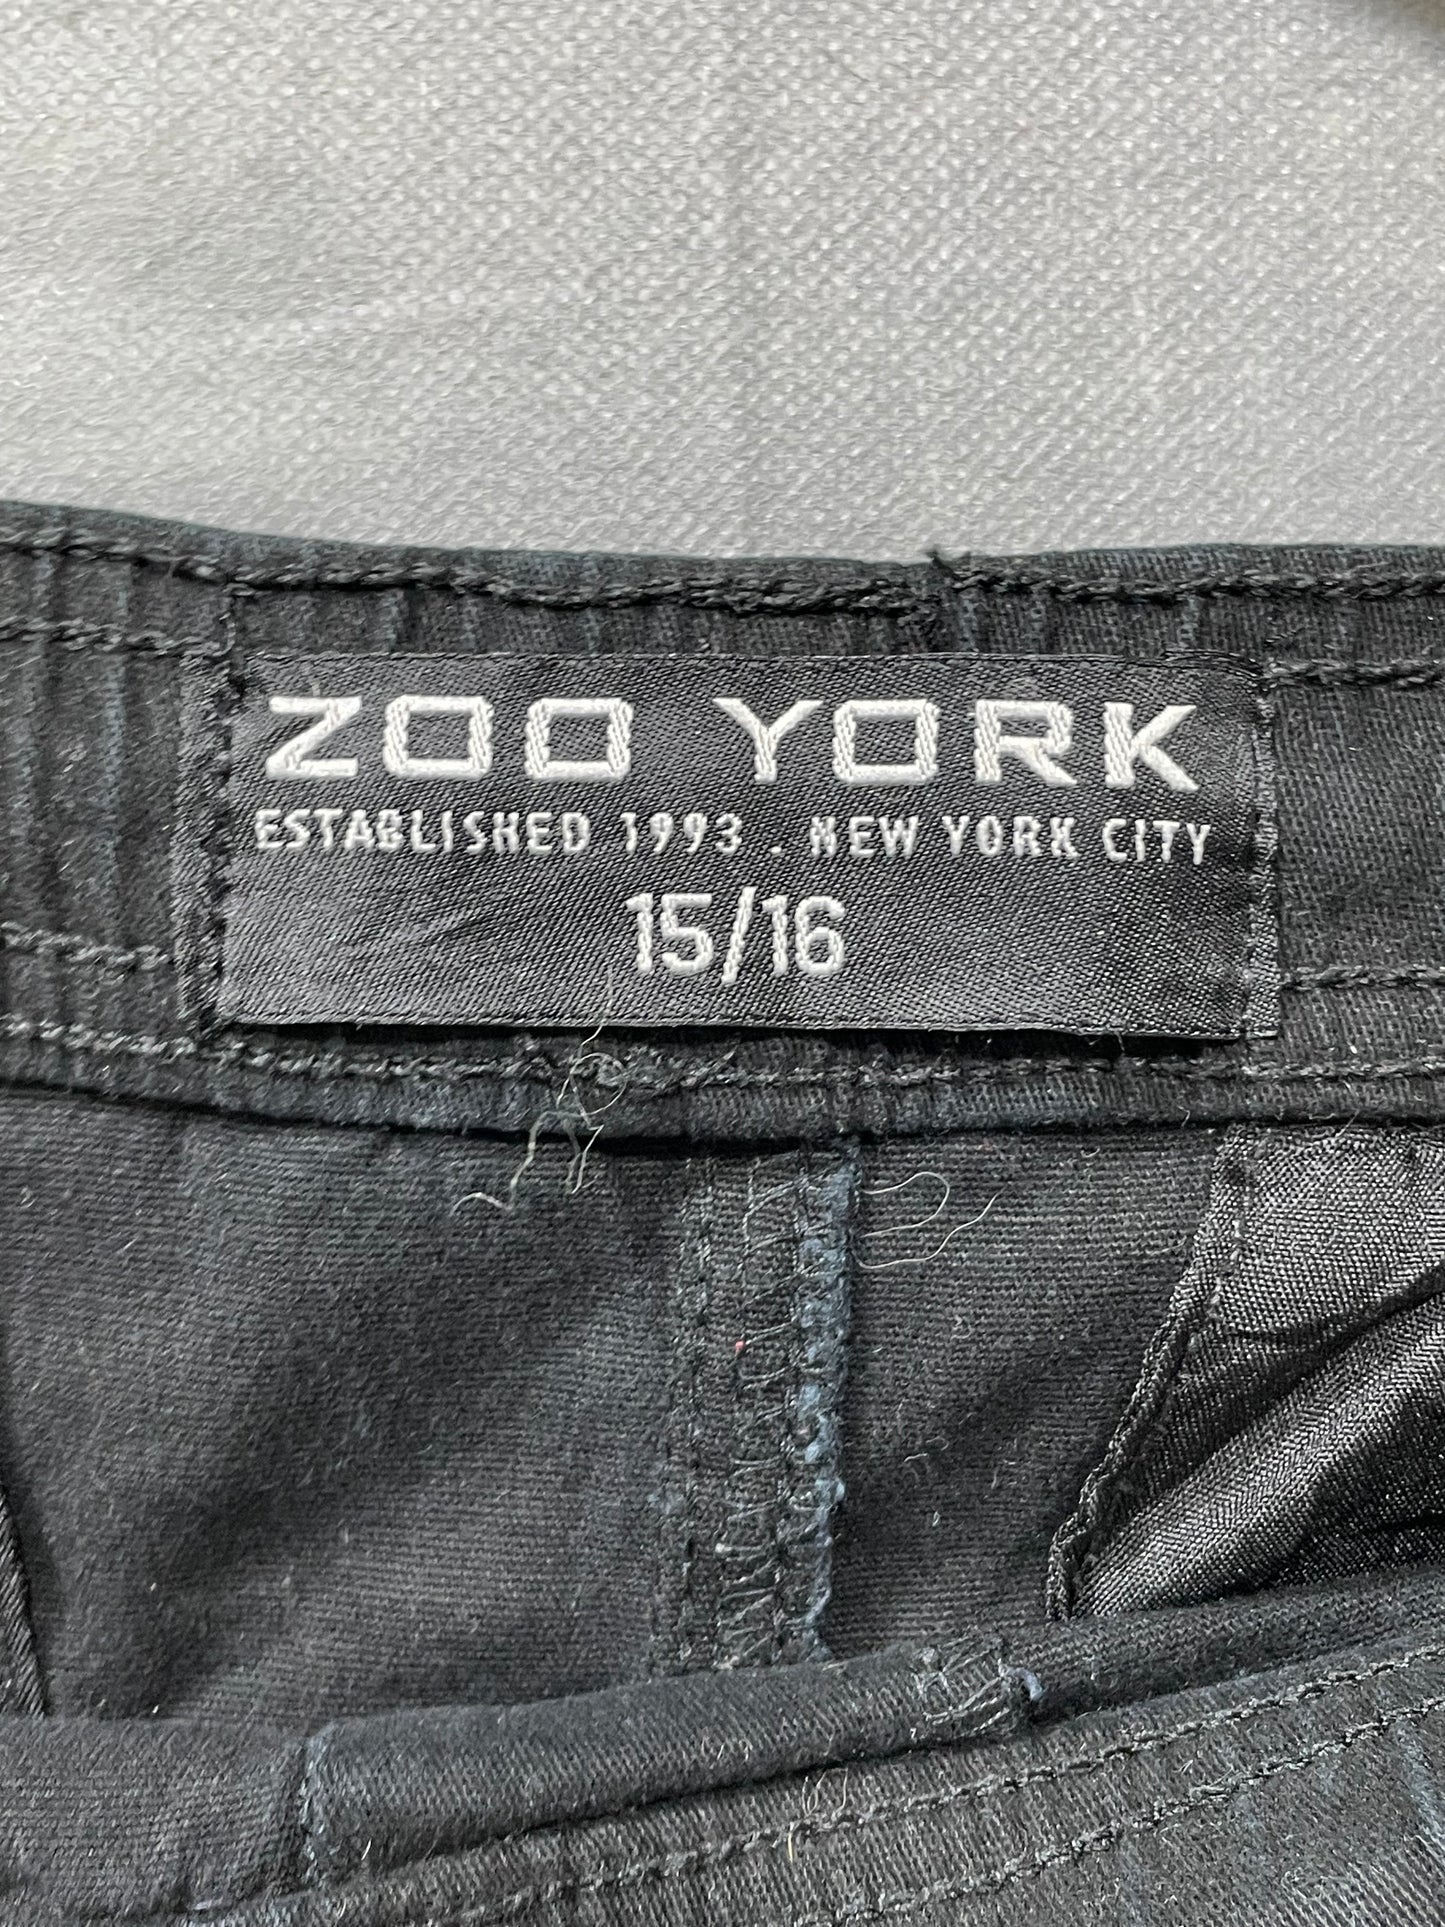 ZOO YORK
ESTABLISHED 1993 . NEW YORK CITY
15/16